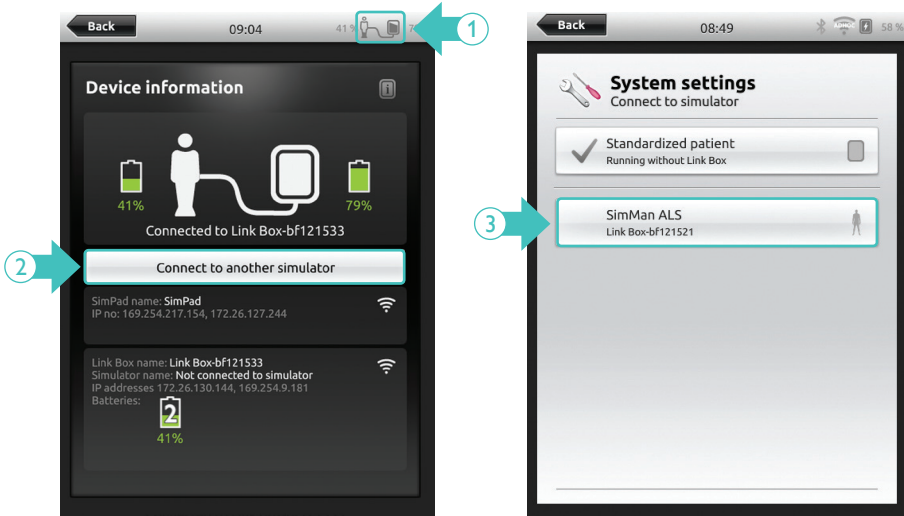 Back
09:04
41 %
7
1
Device information
41%
79%
Connected to Link Box-bf121533
2
Connect to another simulator
SimPad name: SimPad
IP no: 169.254.217.154, 172.26.127.244
Link Box name: Link Box-bf121533
Simulator name: Not connected to simulator
IP addresses 172.26.130.144, 169.254.9.181
Batteries:
2
41%
Back
08:49
58 %
System settings
Connect to simulator
Standardized patient
Running without Link Box
3
SimMan ALS
Link Box-bf121521